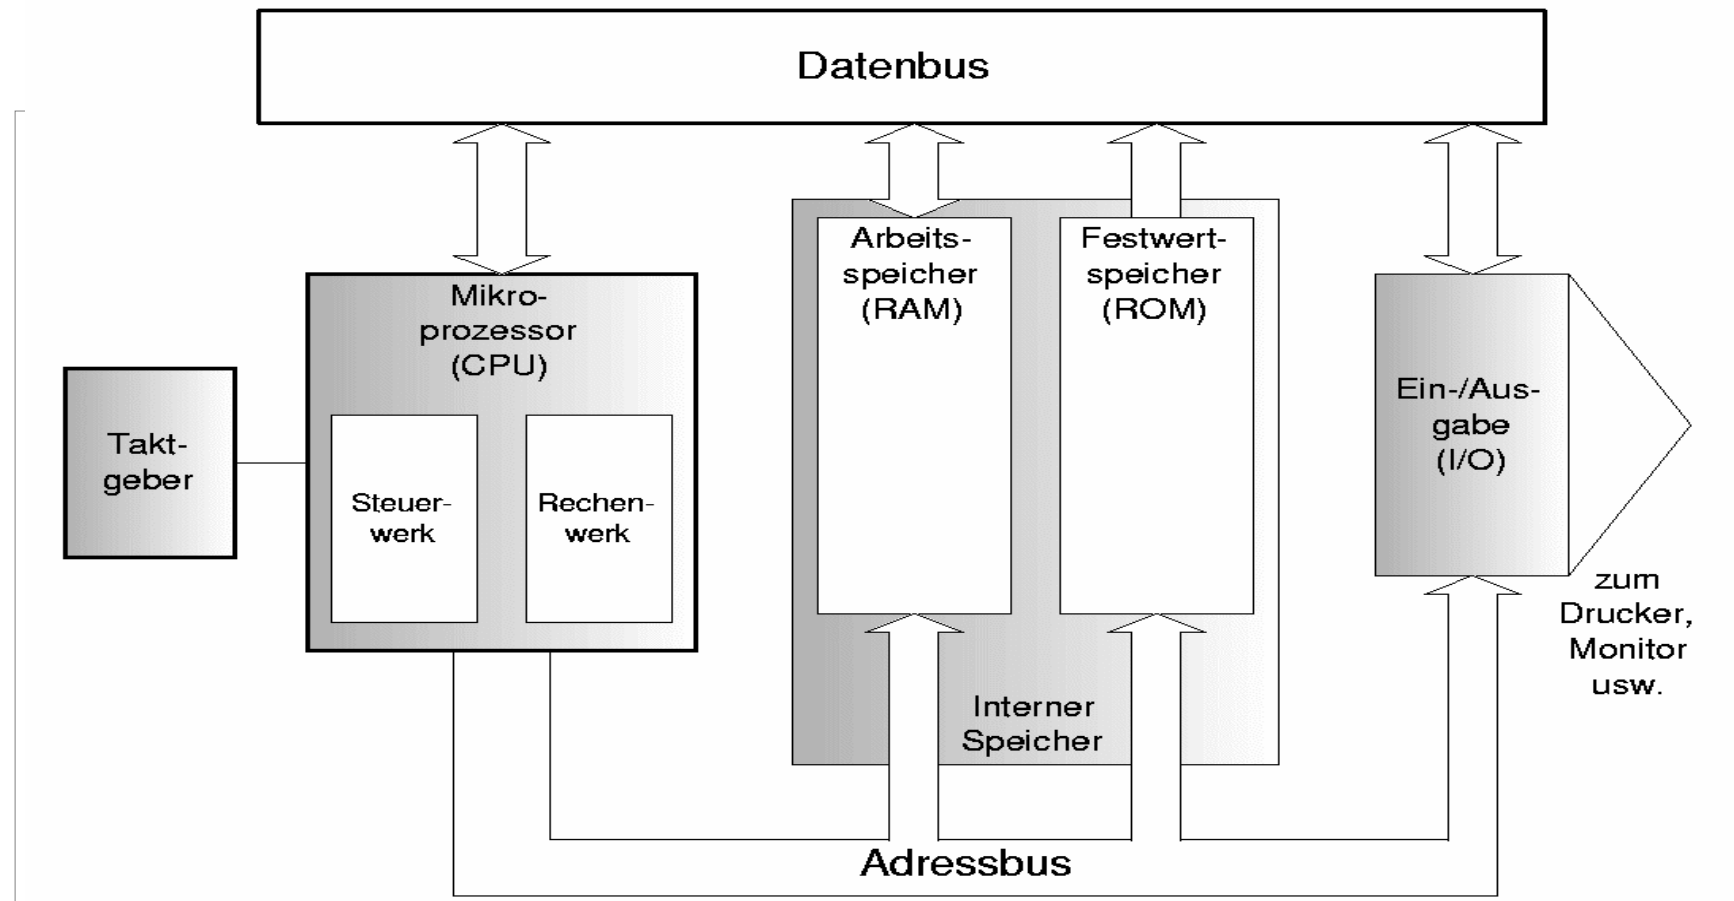 Datenbus
Mikro-
prozessor
(CPU)
Steuer-
werk
Rechen-
werk
Takt-
geber
Arbeits-
speicher
(RAM)
Festwert-
speicher
(ROM)
Interner
Speicher
Ein-/Aus-
gabe
(I/O)
zum
Drucker,
Monitor
usw.
Adressbus